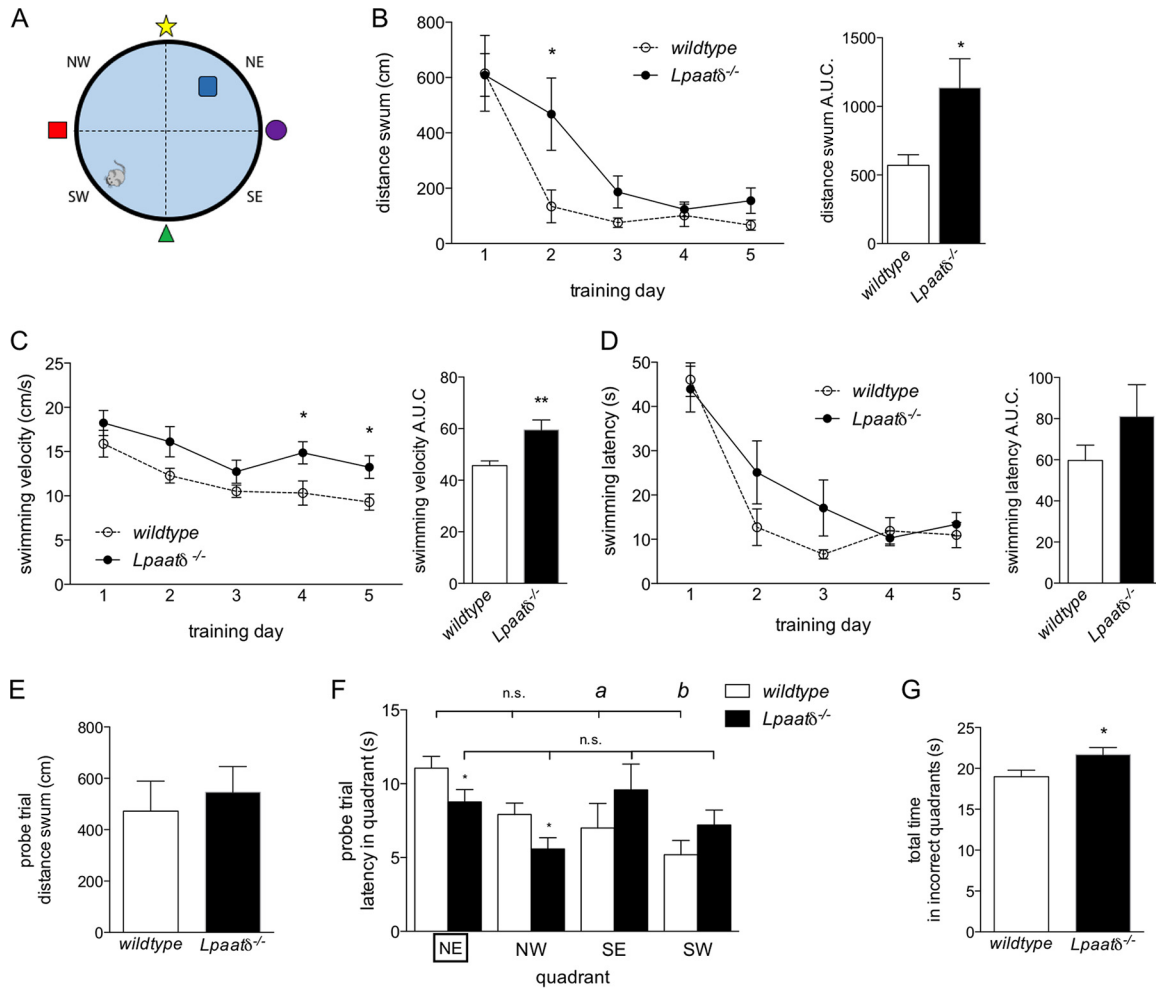 A
NW
NE
SW
SE
B
distance swum (cm)
800
600
400
200
0
*
wildtype
Lpaatδ-/-
1 2 3 4 5
training day
distance swum A.U.C.
1500
1000
500
0
*
wildtype
Lpaatδ-/-
C
swimming velocity (cm/s)
25
20
15
10
15
0
* *
wildtype
Lpaatδ -/-
1 2 3 4 5
training day
swimming velocity A.U.C
80
60
40
20
0
**
wildtype
Lpaatδ-/-
D
swimming latency (s)
50
40
30
20
10
0
wildtype
Lpaatδ-/-
1 2 3 4 5
training day
swimming latency A.U.C.
100
80
60
40
20
0
wildtype
Lpaatδ-/-
E
probe trial
distance swum (cm)
800
600
400
200
0
wildtype Lpaatδ-/-
F
probe trial
latency in quadrant (s)
15
10
5
0
n.s. a b
n.s.
* *
wildtype
Lpaatδ-/-
NE NW SE SW
quadrant
G
total time
in incorrect quadrants (s)
25
20
19
15
10
5
0
*
wildtype Lpaatδ-/-